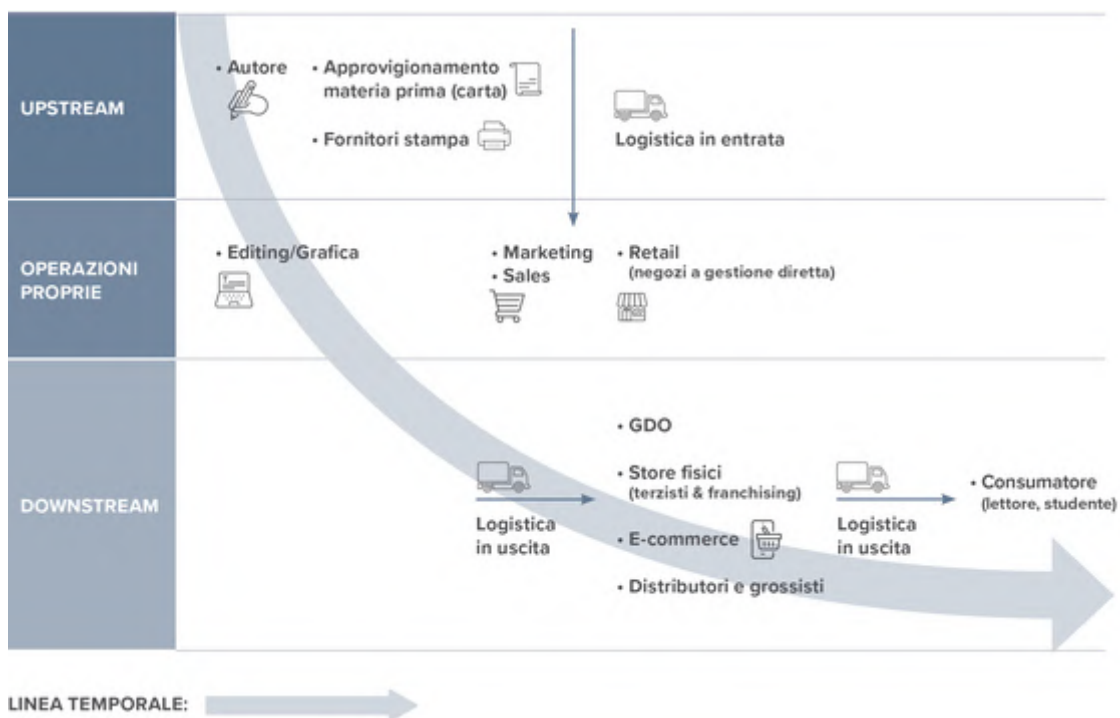 UPSTREAM
• Autore
• Approvigionamento
materia prima (carta)
• Fornitori stampa
Logistica in entrata
OPERAZIONI
PROPRIE
• Editing/Grafica
• Marketing
• Sales
• Retail
(negozi a gestione diretta)
DOWNSTREAM
Logistica
in uscita
• GDO
• Store fisici
(terzisti & franchising)
• E-commerce
• Distributori e grossisti
Logistica
in uscita
• Consumatore
(lettore, studente)
LINEA TEMPORALE: